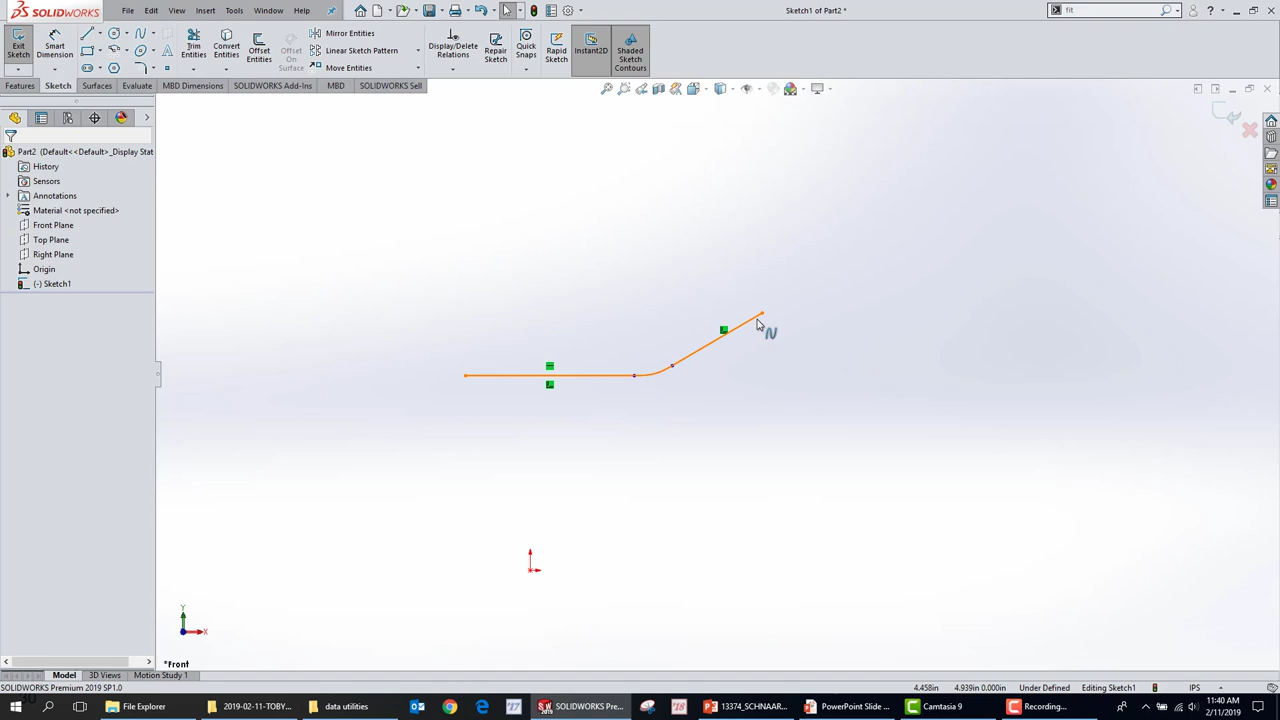 SOLIDWORKS
File Edit View Insert Tools Window Help
Sketch1 of Part2 *
fit
Exit Sketch
Smart Dimension
Trim Entities
Convert Entities
Offset Entities
Offset On Surface
Mirror Entities
Linear Sketch Pattern
Move Entities
Display/Delete Relations
Repair Sketch
Quick Snaps
Rapid Sketch
Instant2D
Shaded Sketch Contours
Features Sketch Surfaces Evaluate MBD Dimensions SOLIDWORKS Add-Ins MBD SOLIDWORKS Sell
Part2 (Default<<Default>_Display Stat
History
Sensors
Annotations
Material <not specified>
Front Plane
Top Plane
Right Plane
Origin
(-) Sketch1
Y
X
*Front
Model 3D Views Motion Study 1
SOLIDWORKS Premium 2019 SP1.0
4.458in 4.939in 0.000in Under Defined Editing Sketch1 IPS
File Explorer
2019-02-11-TOBY...
data utilities
'17
SOLIDWORKS Pre...
'18
13374_SCHNAAR...
PowerPoint Slide ...
Camtasia 9
Recording...
11:40 AM
2/11/2019